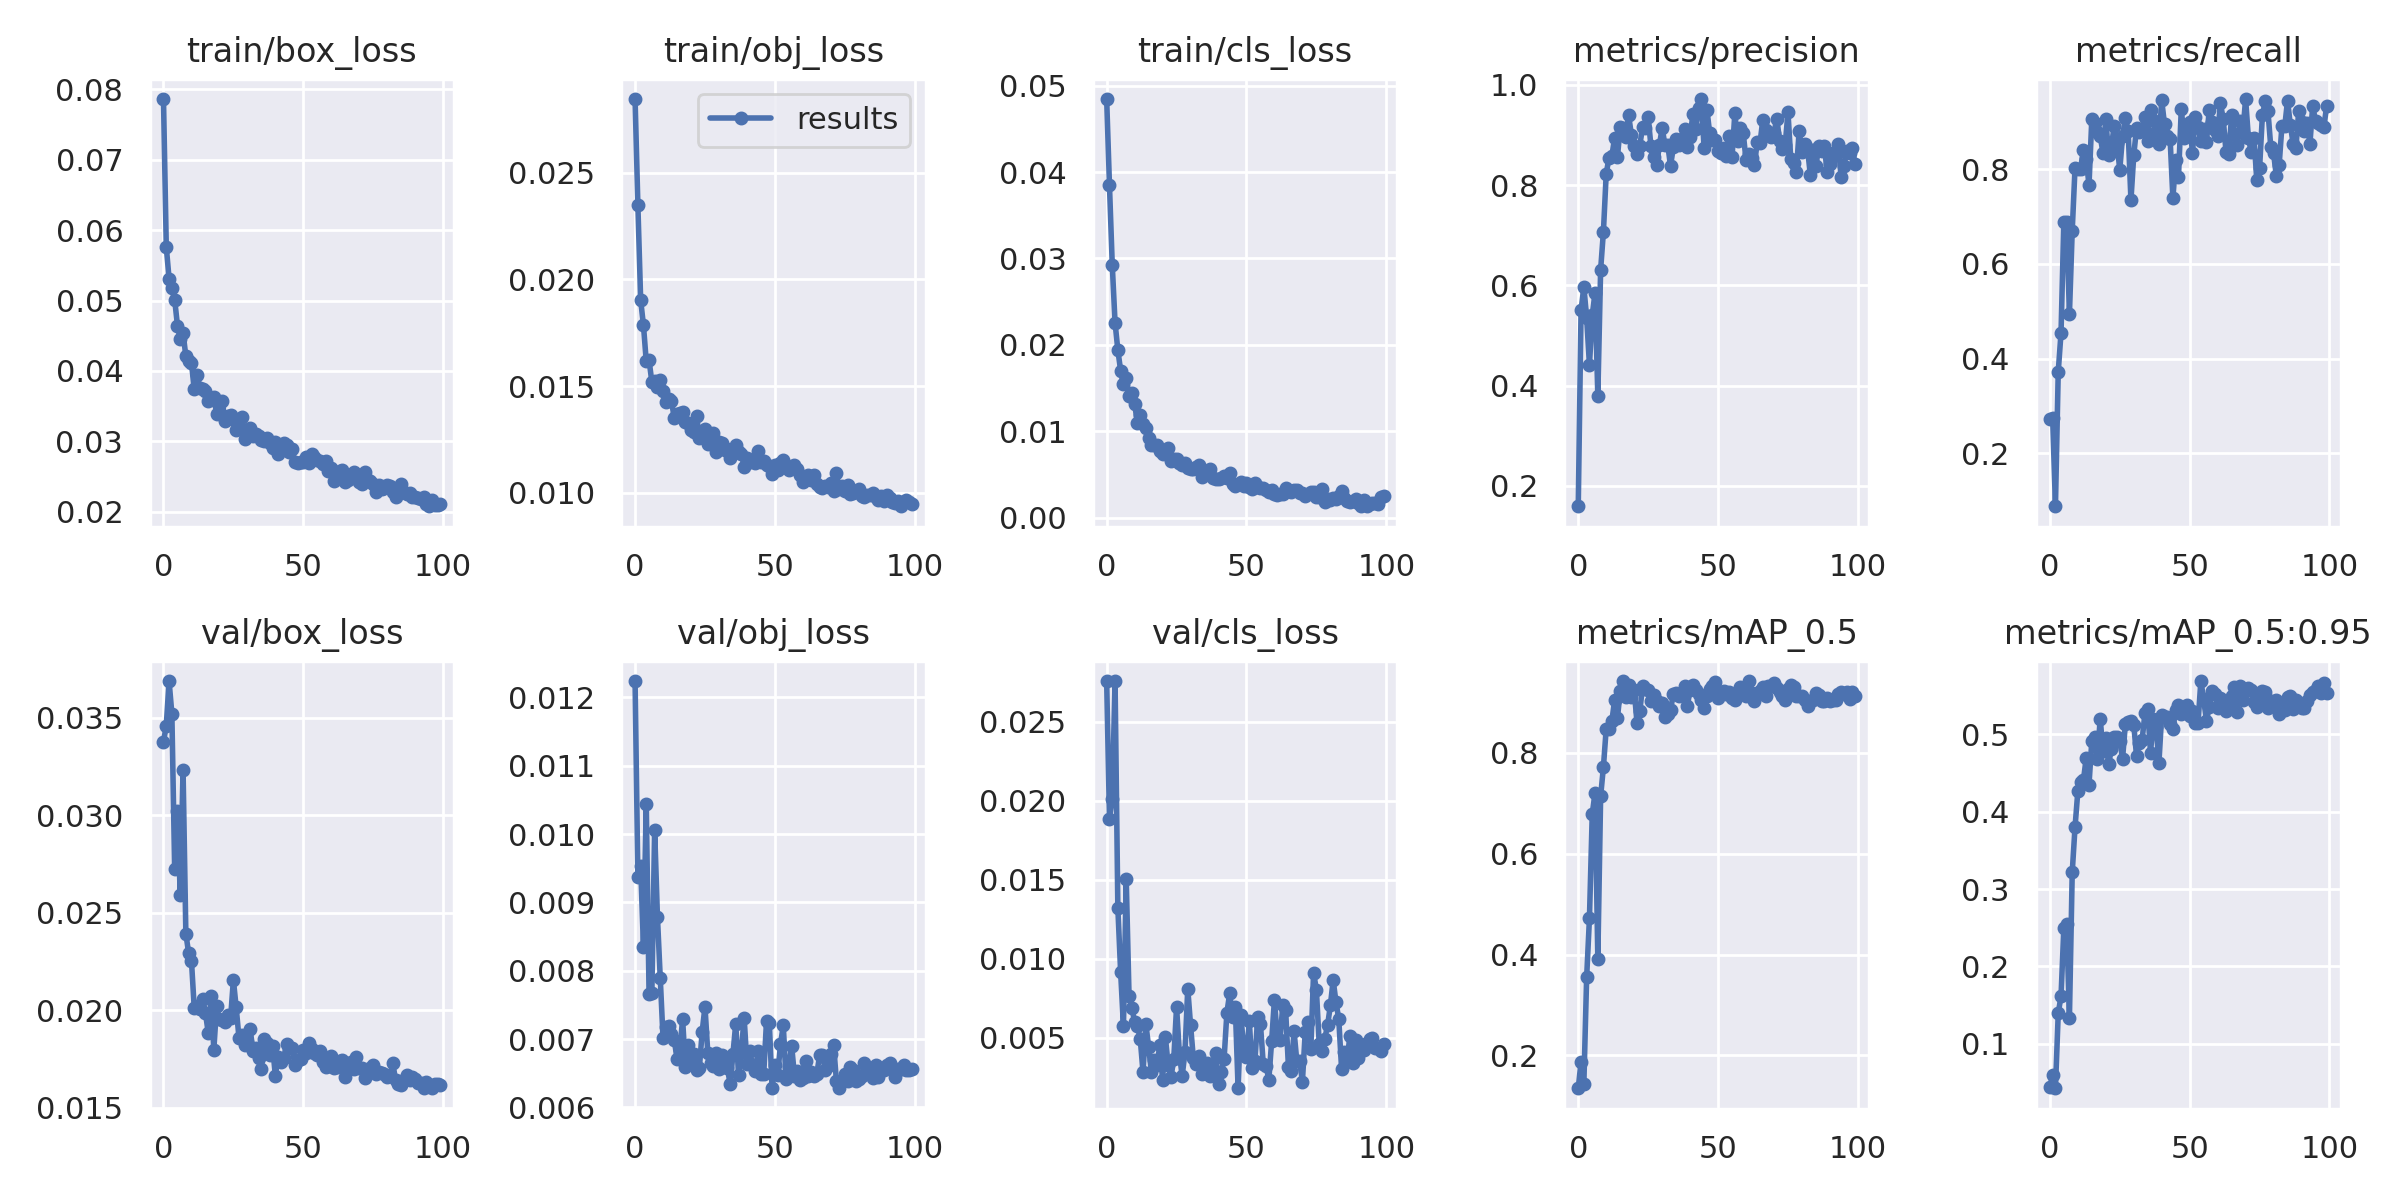 train/box_loss
train/obj_loss
train/cls_loss
metrics/precision
metrics/recall
0.08
0.07
0.06
0.05
0.04
0.03
0.02
0 50 100
results
0.025
0.020
0.015
0.010
0 50 100
0.05
0.04
0.03
0.02
0.01
0.00
0 50 100
1.0
0.8
0.6
0.4
0.2
0 50 100
0.8
0.6
0.4
0.2
0 50 100
val/box_loss
val/obj_loss
val/cls_loss
metrics/mAP_0.5
metrics/mAP_0.5:0.95
0.035
0.030
0.025
0.020
0.015
0 50 100
0.012
0.011
0.010
0.009
0.008
0.007
0.006
0 50 100
0.025
0.020
0.015
0.010
0.005
0 50 100
0.8
0.6
0.4
0.2
0 50 100
0.5
0.4
0.3
0.2
0.1
0 50 100